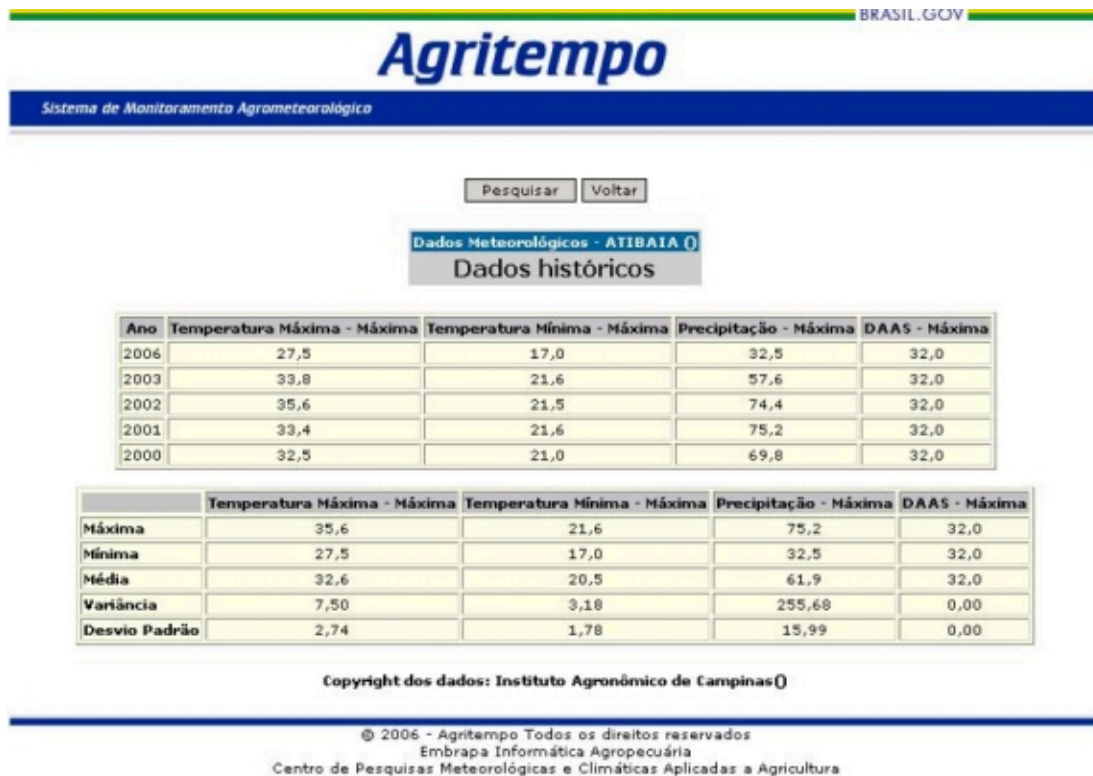 BRASIL.GOV
Agritempo
Sistema de Monitoramento Agrometeorológico
Pesquisar Voltar
Dados Meteorológicos - ATIBAIA ()
Dados históricos
Ano Temperatura Máxima - Máxima Temperatura Mínima - Máxima Precipitação - Máxima DAAS - Máxima
2006 27,5 17,0 32,5 32,0
2003 33,8 21,6 57,6 32,0
2002 35,6 21,5 74,4 32,0
2001 33,4 21,6 75,2 32,0
2000 32,5 21,0 69,8 32,0
Temperatura Máxima - Máxima Temperatura Mínima - Máxima Precipitação - Máxima DAAS - Máxima
Máxima 35,6 21,6 75,2 32,0
Mínima 27,5 17,0 32,5 32,0
Média 32,6 20,5 61,9 32,0
Variância 7,50 3,18 255,68 0,00
Desvio Padrão 2,74 1,78 15,99 0,00
Copyright dos dados: Instituto Agronômico de Campinas()
© 2006 - Agritempo Todos os direitos reservados
Embrapa Informática Agropecuária
Centro de Pesquisas Meteorológicas e Climáticas Aplicadas a Agricultura